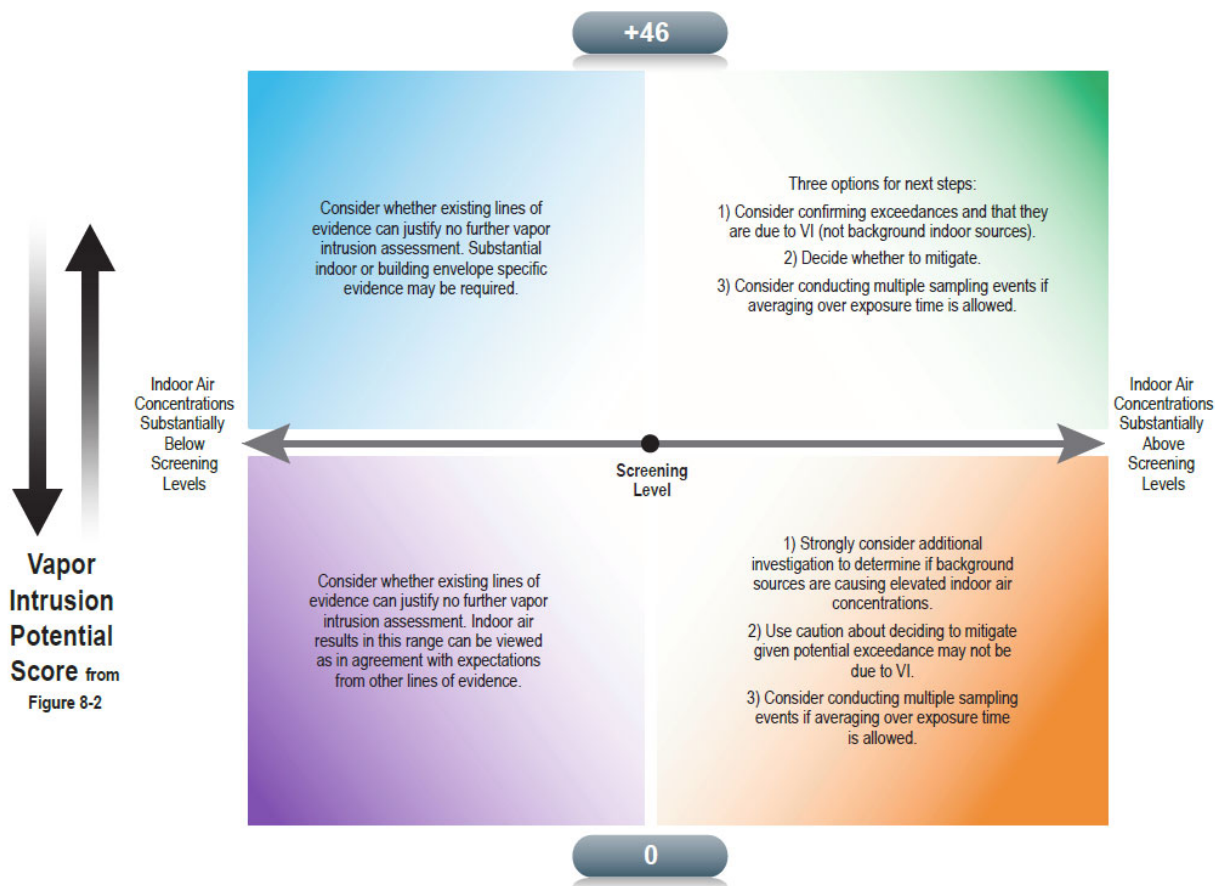 +46
Consider whether existing lines of
evidence can justify no further vapor
intrusion assessment. Substantial
indoor or building envelope specific
evidence may be required.
Three options for next steps:
1) Consider confirming exceedances and that they
are due to VI (not background indoor sources).
2) Decide whether to mitigate.
3) Consider conducting multiple sampling events if
averaging over exposure time is allowed.
Indoor Air
Concentrations
Substantially
Below
Screening
Levels
Screening
Level
Indoor Air
Concentrations
Substantially
Above
Screening
Levels
Vapor
Intrusion
Potential
Score from
Figure 8-2
Consider whether existing lines of
evidence can justify no further vapor
intrusion assessment. Indoor air
results in this range can be viewed
as in agreement with expectations
from other lines of evidence.
1) Strongly consider additional
investigation to determine if background
sources are causing elevated indoor air
concentrations.
2) Use caution about deciding to mitigate
given potential exceedance may not be
due to VI.
3) Consider conducting multiple sampling
events if averaging over exposure time
is allowed.
0